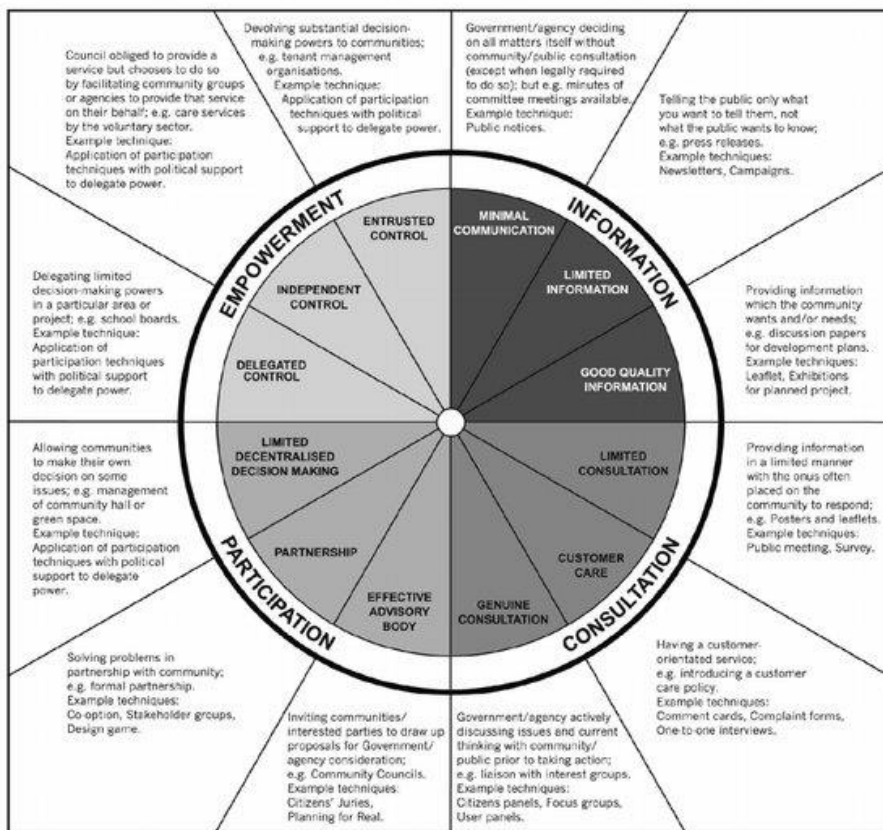 Government/agency deciding
on all matters itself without
community/public consultation
(except when legally required
to do so); but e.g. minutes of
committee meetings available.
Example technique:
Public notices.
Telling the public only what
you want to tell them, not
what the public wants to know;
e.g. press releases.
Example techniques:
Newsletters, Campaigns.
Providing information
which the community
wants and/or needs;
e.g. discussion papers
for development plans.
Example techniques:
Leaflet, Exhibitions
for planned project.
Providing information
in a limited manner
with the onus often
placed on the
community to respond;
e.g. Posters and leaflets.
Example techniques:
Public meeting, Survey.
Having a customer-
orientated service;
e.g. introducing a customer
care policy.
Example techniques:
Comment cards, Complaint forms,
One-to-one interviews.
Government/agency actively
discussing issues and current
thinking with community/
public prior to taking action;
e.g. liaison with interest groups.
Example techniques:
Citizens panels, Focus groups,
User panels.
Inviting communities/
interested parties to draw up
proposals for Government/
agency consideration;
e.g. Community Councils.
Example techniques:
Citizens' Juries,
Planning for Real.
Solving problems in
partnership with community;
e.g. formal partnership.
Example techniques:
Co-option, Stakeholder groups,
Design game.
Allowing communities
to make their own
decision on some
issues; e.g. management
of community hall or
green space.
Example technique:
Application of participation
techniques with political
support to delegate
power.
Delegating limited
decision-making powers
in a particular area or
project; e.g. school boards.
Example technique:
Application of
participation techniques
with political support
to delegate power.
Council obliged to provide a
service but chooses to do so
by facilitating community groups
or agencies to provide that service
on their behalf; e.g. care services
by the voluntary sector.
Example technique:
Application of participation
techniques with political support
to delegate power.
Devolving substantial decision-
making powers to communities;
e.g. tenant management
organisations.
Example technique:
Application of participation
techniques with political
support to delegate power.
INFORMATION
MINIMAL
COMMUNICATION
LIMITED
INFORMATION
GOOD QUALITY
INFORMATION
CONSULTATION
LIMITED
CONSULTATION
CUSTOMER
CARE
GENUINE
CONSULTATION
PARTICIPATION
EFFECTIVE
ADVISORY
BODY
PARTNERSHIP
LIMITED
DECENTRALISED
DECISION MAKING
EMPOWERMENT
DELEGATED
CONTROL
INDEPENDENT
CONTROL
ENTRUSTED
CONTROL